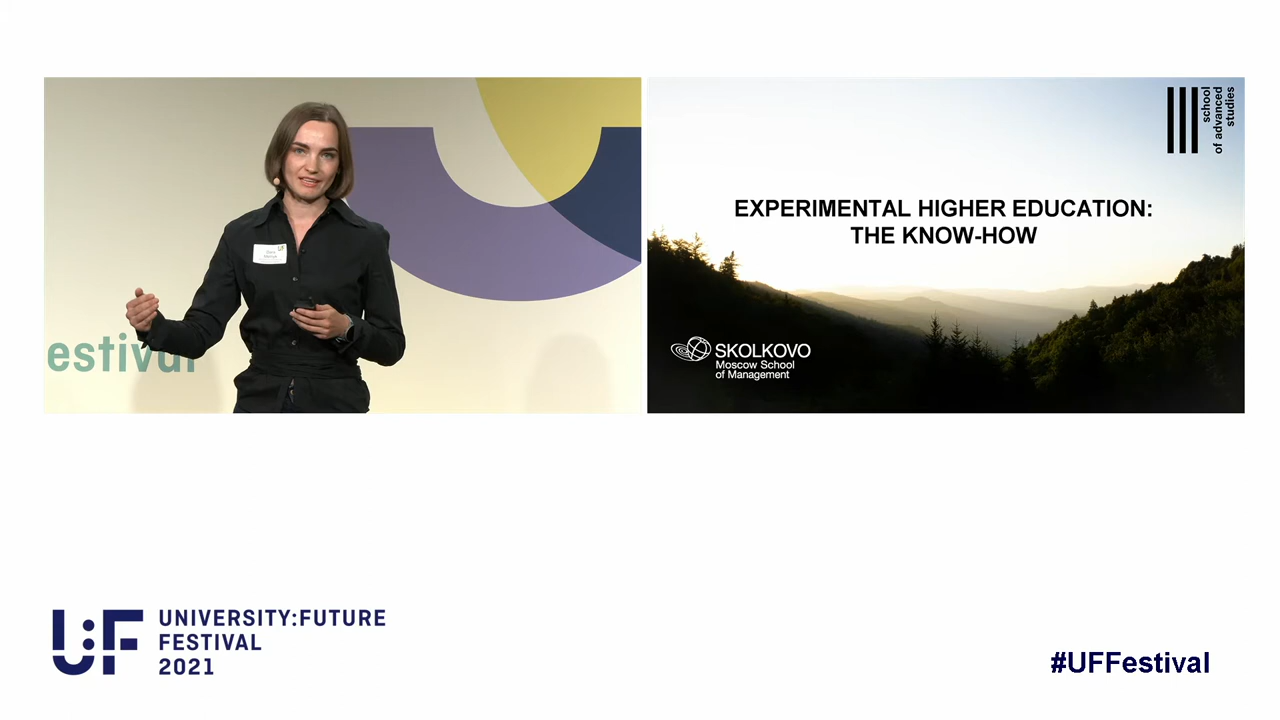 estival
EXPERIMENTAL HIGHER EDUCATION:
THE KNOW-HOW
school
of advanced
studies
SKOLKOVO
Moscow School
of Management
U:F
UNIVERSITY:FUTURE
FESTIVAL
2021
#UFFestival